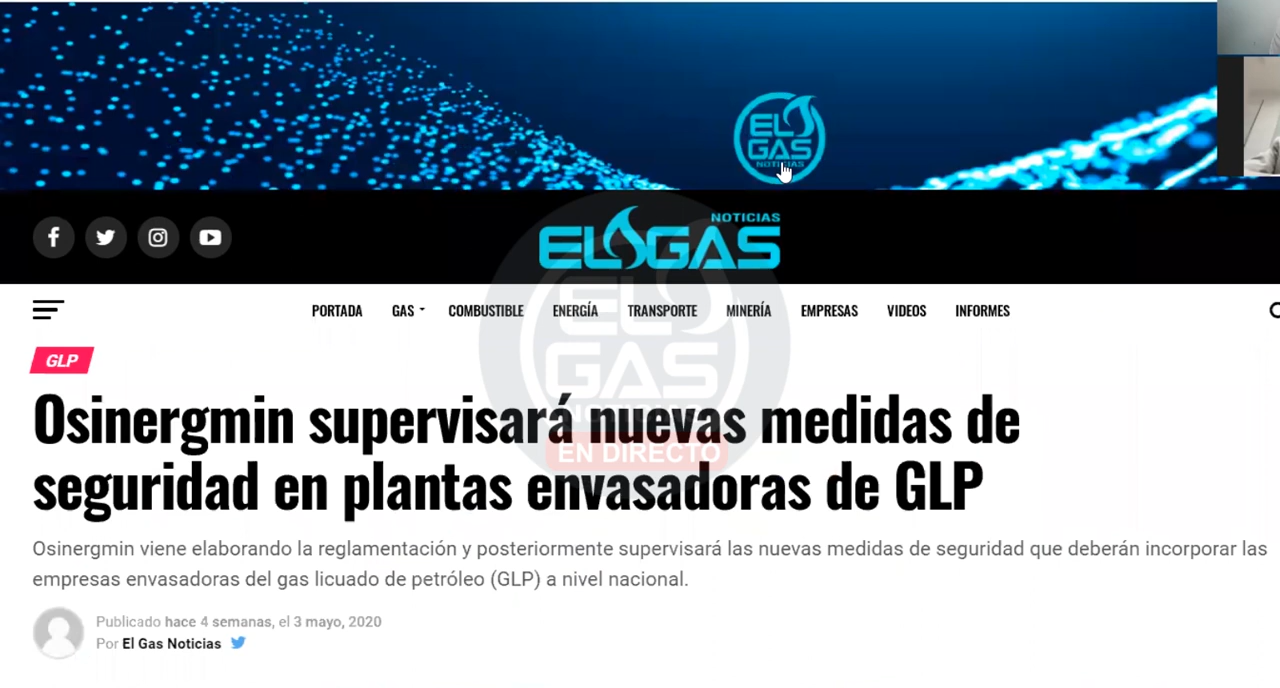 EL GAS
NOTICIAS
NOTICIAS
EL GAS
PORTADA GAS COMBUSTIBLE ENERGÍA TRANSPORTE MINERÍA EMPRESAS VIDEOS INFORMES
EL
GAS
NOTICIAS
EN DIRECTO
GLP
Osinergmin supervisará nuevas medidas de
seguridad en plantas envasadoras de GLP
Osinergmin viene elaborando la reglamentación y posteriormente supervisará las nuevas medidas de seguridad que deberán incorporar las
empresas envasadoras del gas licuado de petróleo (GLP) a nivel nacional.
Publicado hace 4 semanas, el 3 mayo, 2020
Por El Gas Noticias